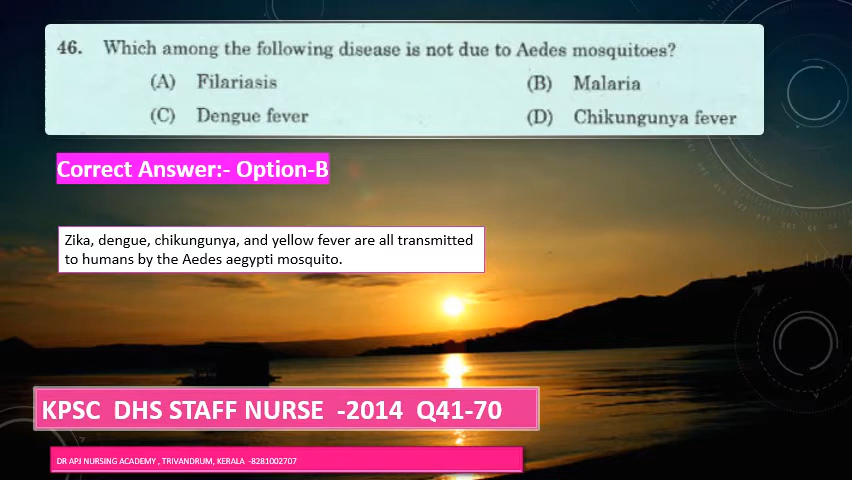 46. Which among the following disease is not due to Aedes mosquitoes?
(A) Filariasis (B) Malaria
(C) Dengue fever (D) Chikungunya fever
Correct Answer:- Option-B
Zika, dengue, chikungunya, and yellow fever are all transmitted
to humans by the Aedes aegypti mosquito.
KPSC DHS STAFF NURSE -2014 Q41-70
DR APJ NURSING ACADEMY , TRIVANDRUM, KERALA -8281002707